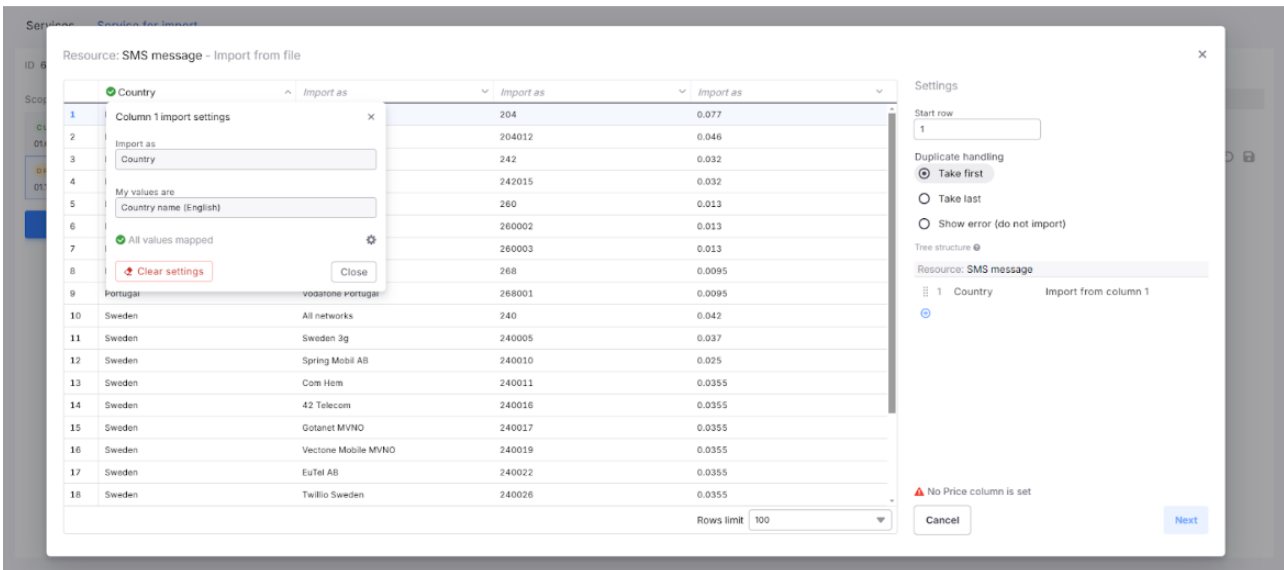 Services Service for import
Resource: SMS message - Import from file
ID 6
Country Import as Import as Import as
1 204 0.077
2 204012 0.046
3 242 0.032
4 242015 0.032
5 260 0.013
6 260002 0.013
7 260003 0.013
8 268 0.0095
9 Portugal Vodafone Portugal 268001 0.0095
10 Sweden All networks 240 0.042
11 Sweden Sweden 3g 240005 0.037
12 Sweden Spring Mobil AB 240010 0.025
13 Sweden Com Hem 240011 0.0355
14 Sweden 42 Telecom 240016 0.0355
15 Sweden Gotanet MVNO 240017 0.0355
16 Sweden Vectone Mobile MVNO 240019 0.0355
17 Sweden EuTel AB 240022 0.0355
18 Sweden Twillio Sweden 240026 0.0355
Rows limit 100
Column 1 import settings
Import as
Country
My values are
Country name (English)
All values mapped
Clear settings Close
Settings
Start row
1
Duplicate handling
Take first
Take last
Show error (do not import)
Tree structure
Resource: SMS message
1 Country Import from column 1
No Price column is set
Cancel Next